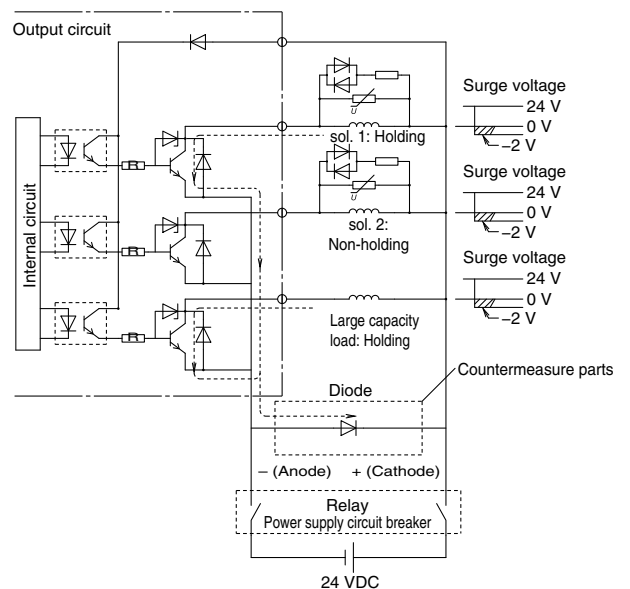 Output circuit
Internal circuit
R
R
R
U
sol. 1: Holding
U
sol. 2:
Non-holding
Large capacity
load: Holding
Surge voltage
24 V
0 V
–2 V
Surge voltage
24 V
0 V
–2 V
Surge voltage
24 V
0 V
–2 V
Countermeasure parts
Diode
– (Anode) + (Cathode)
Relay
Power supply circuit breaker
24 VDC